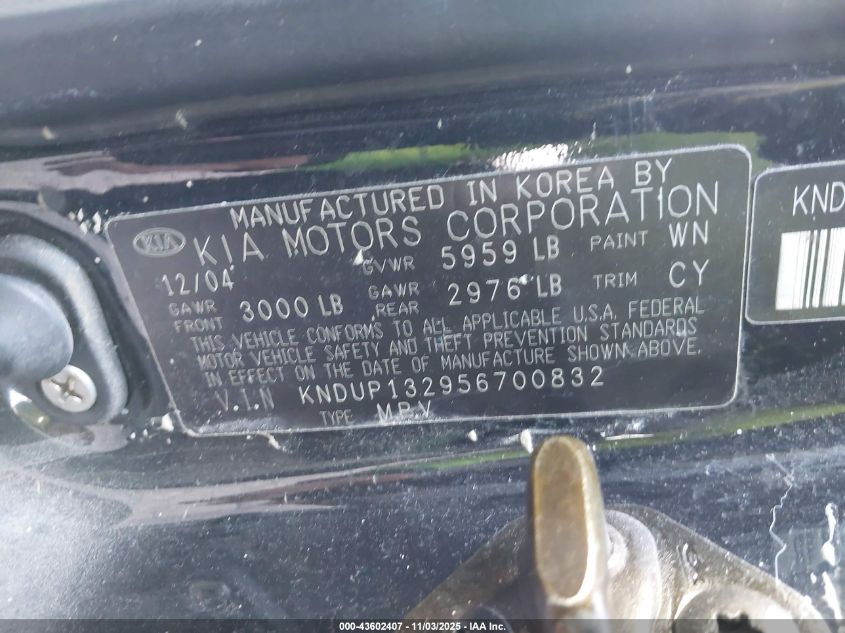 MANUFACTURED IN KOREA BY
KIA KIA MOTORS CORPORATION
12/04 GVWR 5959 LB PAINT WN
GAWR FRONT 3000 LB GAWR REAR 2976 LB TRIM CY
THIS VEHICLE CONFORMS TO ALL APPLICABLE U.S.A. FEDERAL
MOTOR VEHICLE SAFETY AND THEFT PREVENTION STANDARDS
IN EFFECT ON THE DATE OF MANUFACTURE SHOWN ABOVE.
V.I.N KNDUP132956700832
TYPE M.P.V
KND
000-43602407 - 11/03/2025 - IAA Inc.